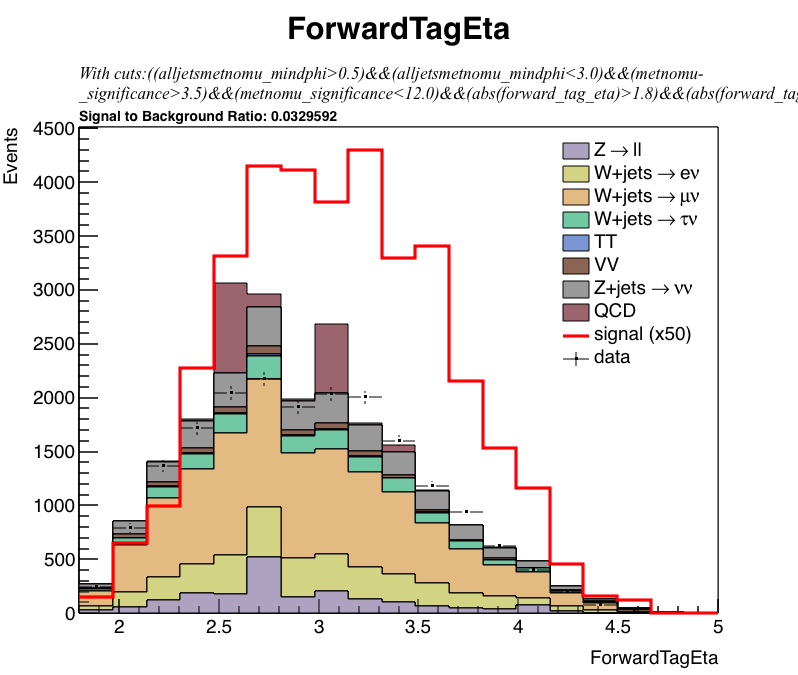 ForwardTagEta
With cuts:((alljetsmetnomu_mindphi>0.5)&&(alljetsmetnomu_mindphi<3.0)&&(metnomu-
_significance>3.5)&&(metnomu_significance<12.0)&&(abs(forward_tag_eta)>1.8)&&(abs(forward_tag
Signal to Background Ratio: 0.0329592
Events
4500
4000
3500
3000
2500
2000
1500
1000
500
0
Z → ll
W+jets → eν
W+jets → μν
W+jets → τν
TT
VV
Z+jets → νν
QCD
signal (x50)
data
2 2.5 3 3.5 4 4.5 5
ForwardTagEta